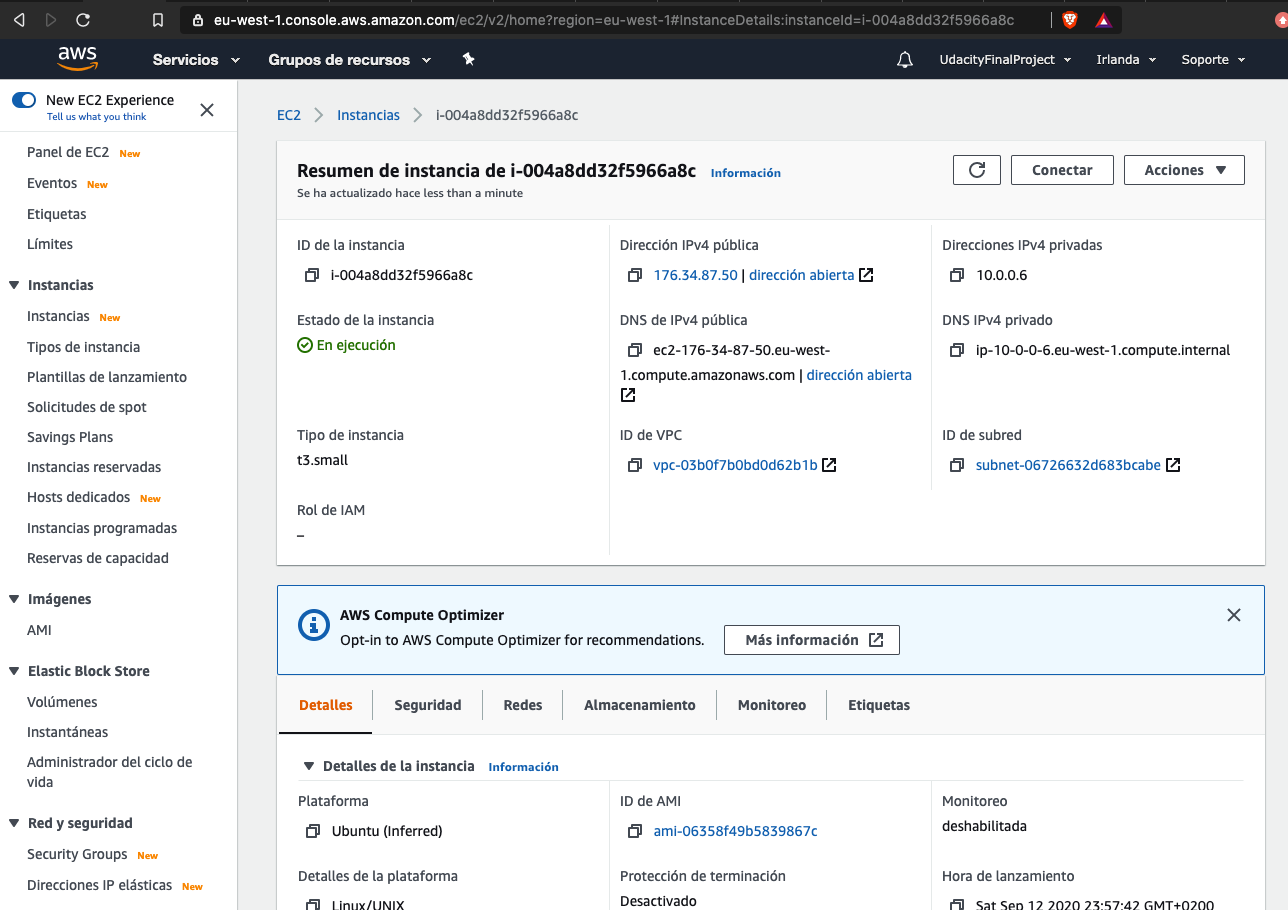 eu-west-1.console.aws.amazon.com/ec2/v2/home?region=eu-west-1#InstanceDetails:instanceId=i-004a8dd32f5966a8c
aws
Servicios
Grupos de recursos
UdacityFinalProject
Irlanda
Soporte
New EC2 Experience
Tell us what you think
Panel de EC2 New
Eventos New
Etiquetas
Límites
Instancias
Instancias New
Tipos de instancia
Plantillas de lanzamiento
Solicitudes de spot
Savings Plans
Instancias reservadas
Hosts dedicados New
Instancias programadas
Reservas de capacidad
Imágenes
AMI
Elastic Block Store
Volúmenes
Instantáneas
Administrador del ciclo de
vida
Red y seguridad
Security Groups New
Direcciones IP elásticas New
EC2
Instancias
i-004a8dd32f5966a8c
Resumen de instancia de i-004a8dd32f5966a8c Información
Se ha actualizado hace less than a minute
Conectar
Acciones
ID de la instancia
i-004a8dd32f5966a8c
Dirección IPv4 pública
176.34.87.50 | dirección abierta
Direcciones IPv4 privadas
10.0.0.6
Estado de la instancia
En ejecución
DNS de IPv4 pública
ec2-176-34-87-50.eu-west-
1.compute.amazonaws.com | dirección abierta
DNS IPv4 privado
ip-10-0-0-6.eu-west-1.compute.internal
Tipo de instancia
t3.small
ID de VPC
vpc-03b0f7b0bd0d62b1b
ID de subred
subnet-06726632d683bcabe
Rol de IAM
–
AWS Compute Optimizer
Opt-in to AWS Compute Optimizer for recommendations.
Más información
Detalles
Seguridad
Redes
Almacenamiento
Monitoreo
Etiquetas
Detalles de la instancia Información
Plataforma
Ubuntu (Inferred)
ID de AMI
ami-06358f49b5839867c
Monitoreo
deshabilitada
Detalles de la plataforma
Linux/UNIX
Protección de terminación
Desactivado
Hora de lanzamiento
Sat Sep 12 2020 23:57:42 GMT+0200